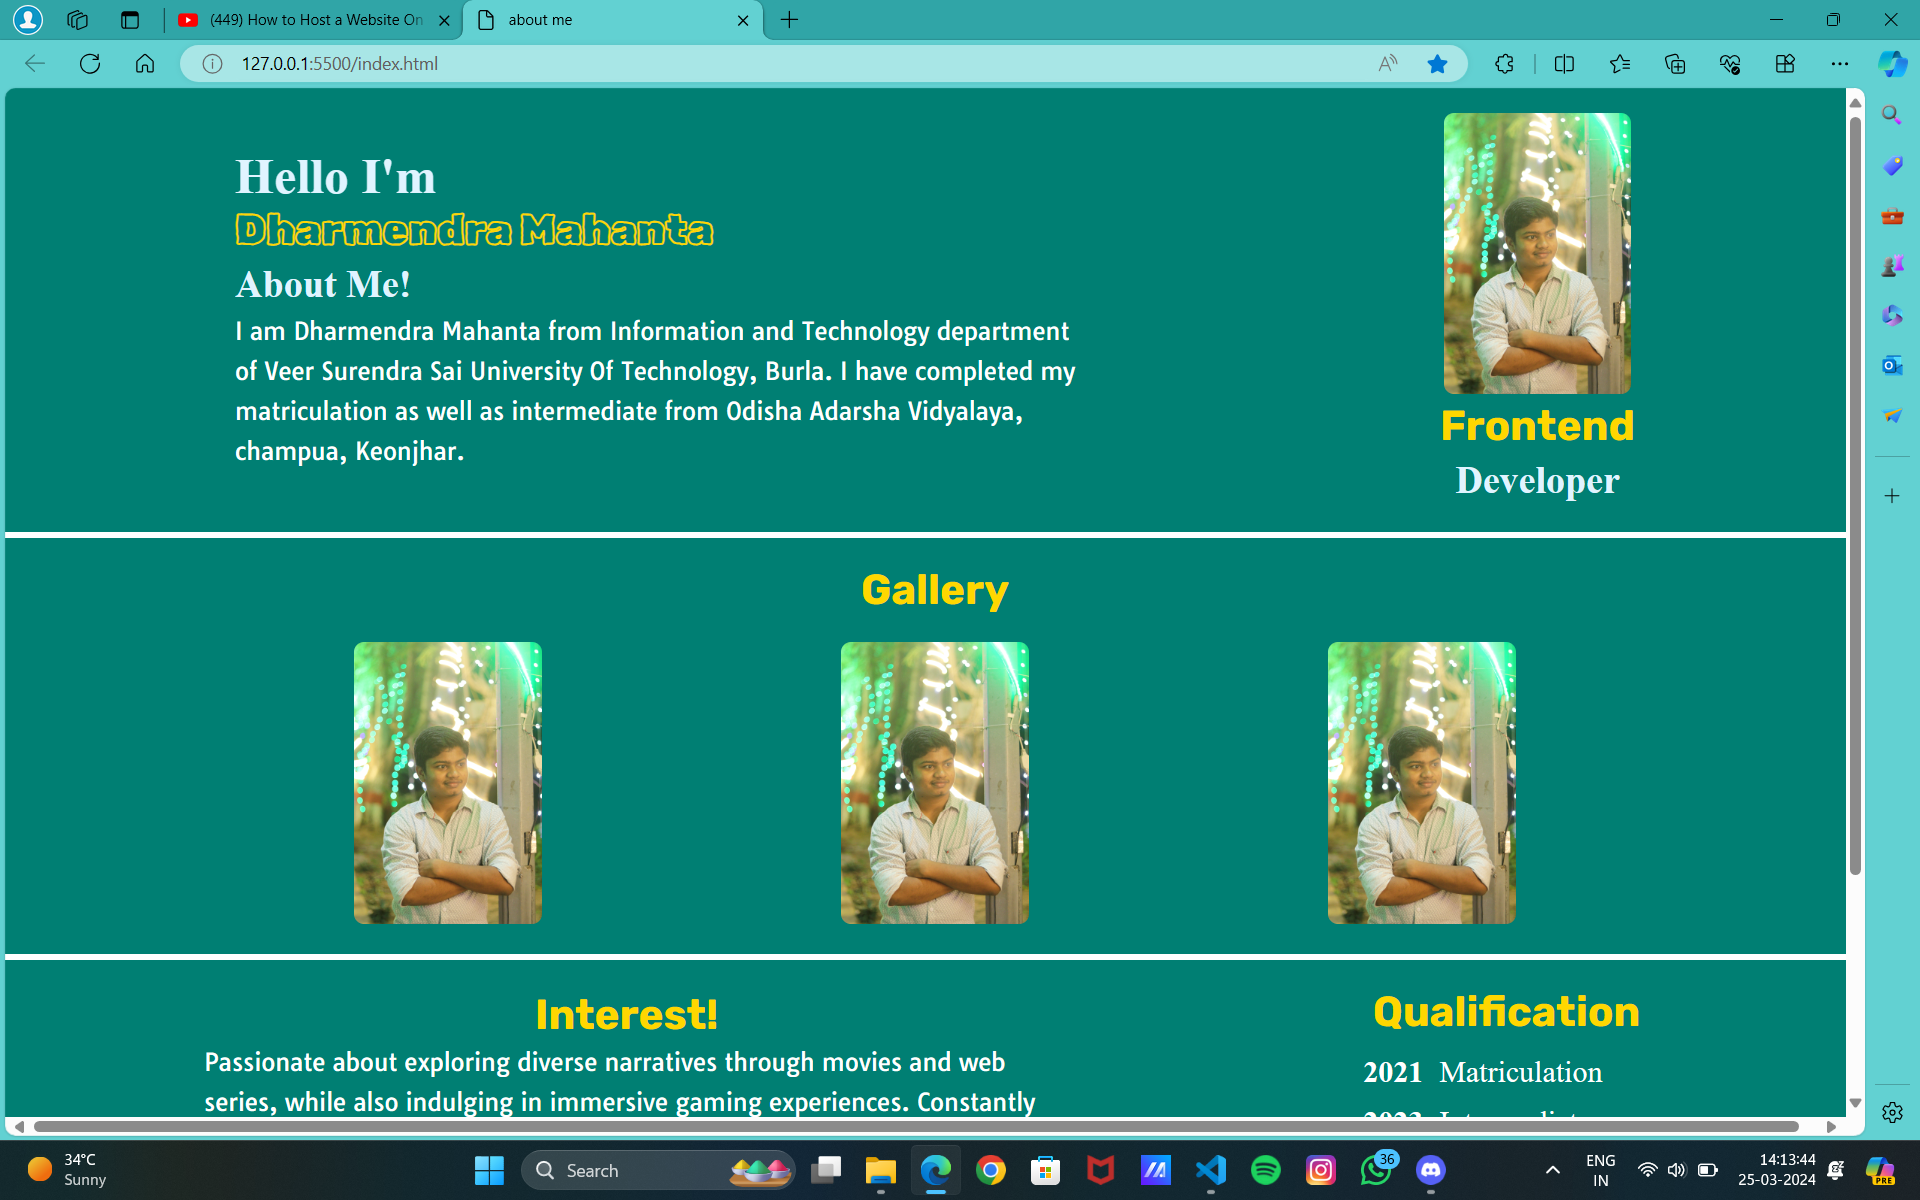 (449) How to Host a Website On
about me
127.0.0.1:5500/index.html
Hello I'm
Dharmendra Mahanta
About Me!
I am Dharmendra Mahanta from Information and Technology department
of Veer Surendra Sai University Of Technology, Burla. I have completed my
matriculation as well as intermediate from Odisha Adarsha Vidyalaya,
champua, Keonjhar.
Frontend
Developer
Gallery
Interest!
Passionate about exploring diverse narratives through movies and web
series, while also indulging in immersive gaming experiences. Constantly
Qualification
2021 Matriculation
34°C
Sunny
Search
36
ENG
IN
14:13:44
25-03-2024
PRE